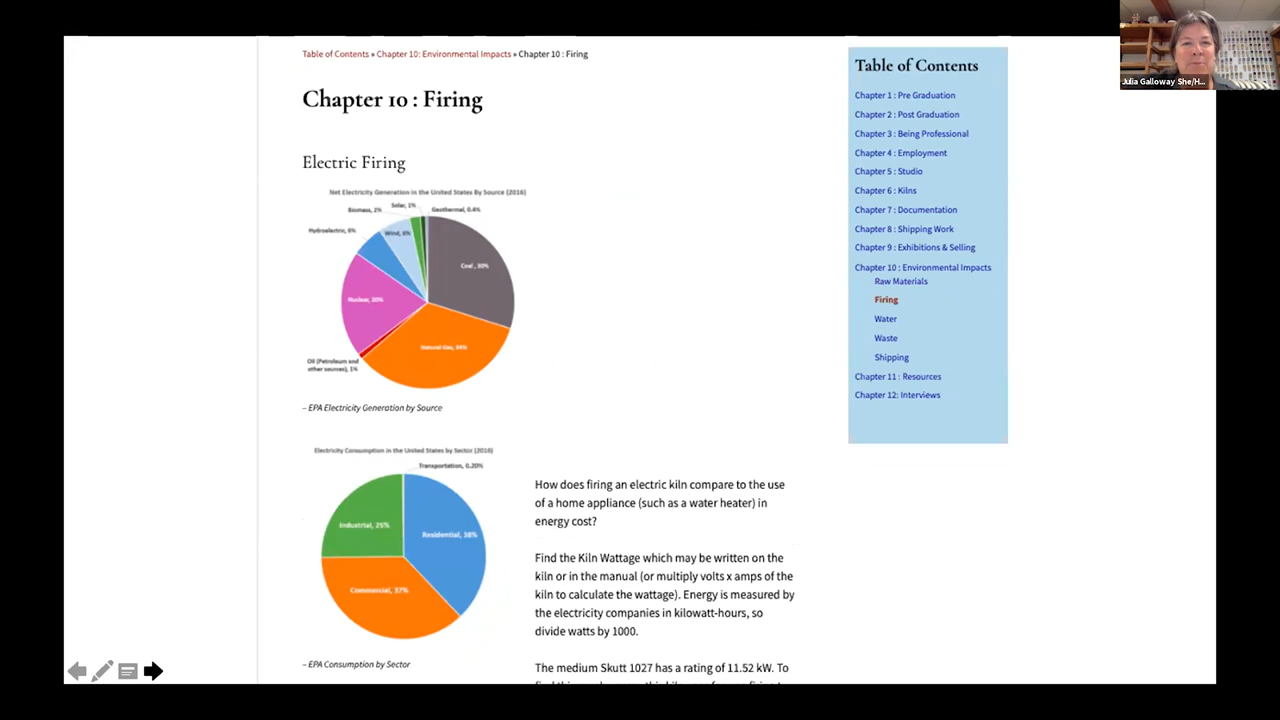 Table of Contents » Chapter 10: Environmental Impacts » Chapter 10 : Firing
Chapter 10 : Firing
Electric Firing
Net Electricity Generation in the United States By Source (2016)
Biomass, 2%
Solar, 1%
Geothermal, 0.4%
Hydroelectric, 6%
Wind, 6%
Coal, 30%
Nuclear, 20%
Natural Gas, 34%
Oil (Petroleum and
other sources), 1%
– EPA Electricity Generation by Source
Electricity Consumption in the United States by Sector (2016)
Transportation, 0.20%
Industrial, 25%
Residential, 38%
Commercial, 37%
– EPA Consumption by Sector
How does firing an electric kiln compare to the use
of a home appliance (such as a water heater) in
energy cost?
Find the Kiln Wattage which may be written on the
kiln or in the manual (or multiply volts x amps of the
kiln to calculate the wattage). Energy is measured by
the electricity companies in kilowatt-hours, so
divide watts by 1000.
The medium Skutt 1027 has a rating of 11.52 kW. To
Table of Contents
Chapter 1 : Pre Graduation
Chapter 2 : Post Graduation
Chapter 3 : Being Professional
Chapter 4 : Employment
Chapter 5 : Studio
Chapter 6 : Kilns
Chapter 7 : Documentation
Chapter 8 : Shipping Work
Chapter 9 : Exhibitions & Selling
Chapter 10 : Environmental Impacts
Raw Materials
Firing
Water
Waste
Shipping
Chapter 11 : Resources
Chapter 12: Interviews
Julia Galloway She/H...